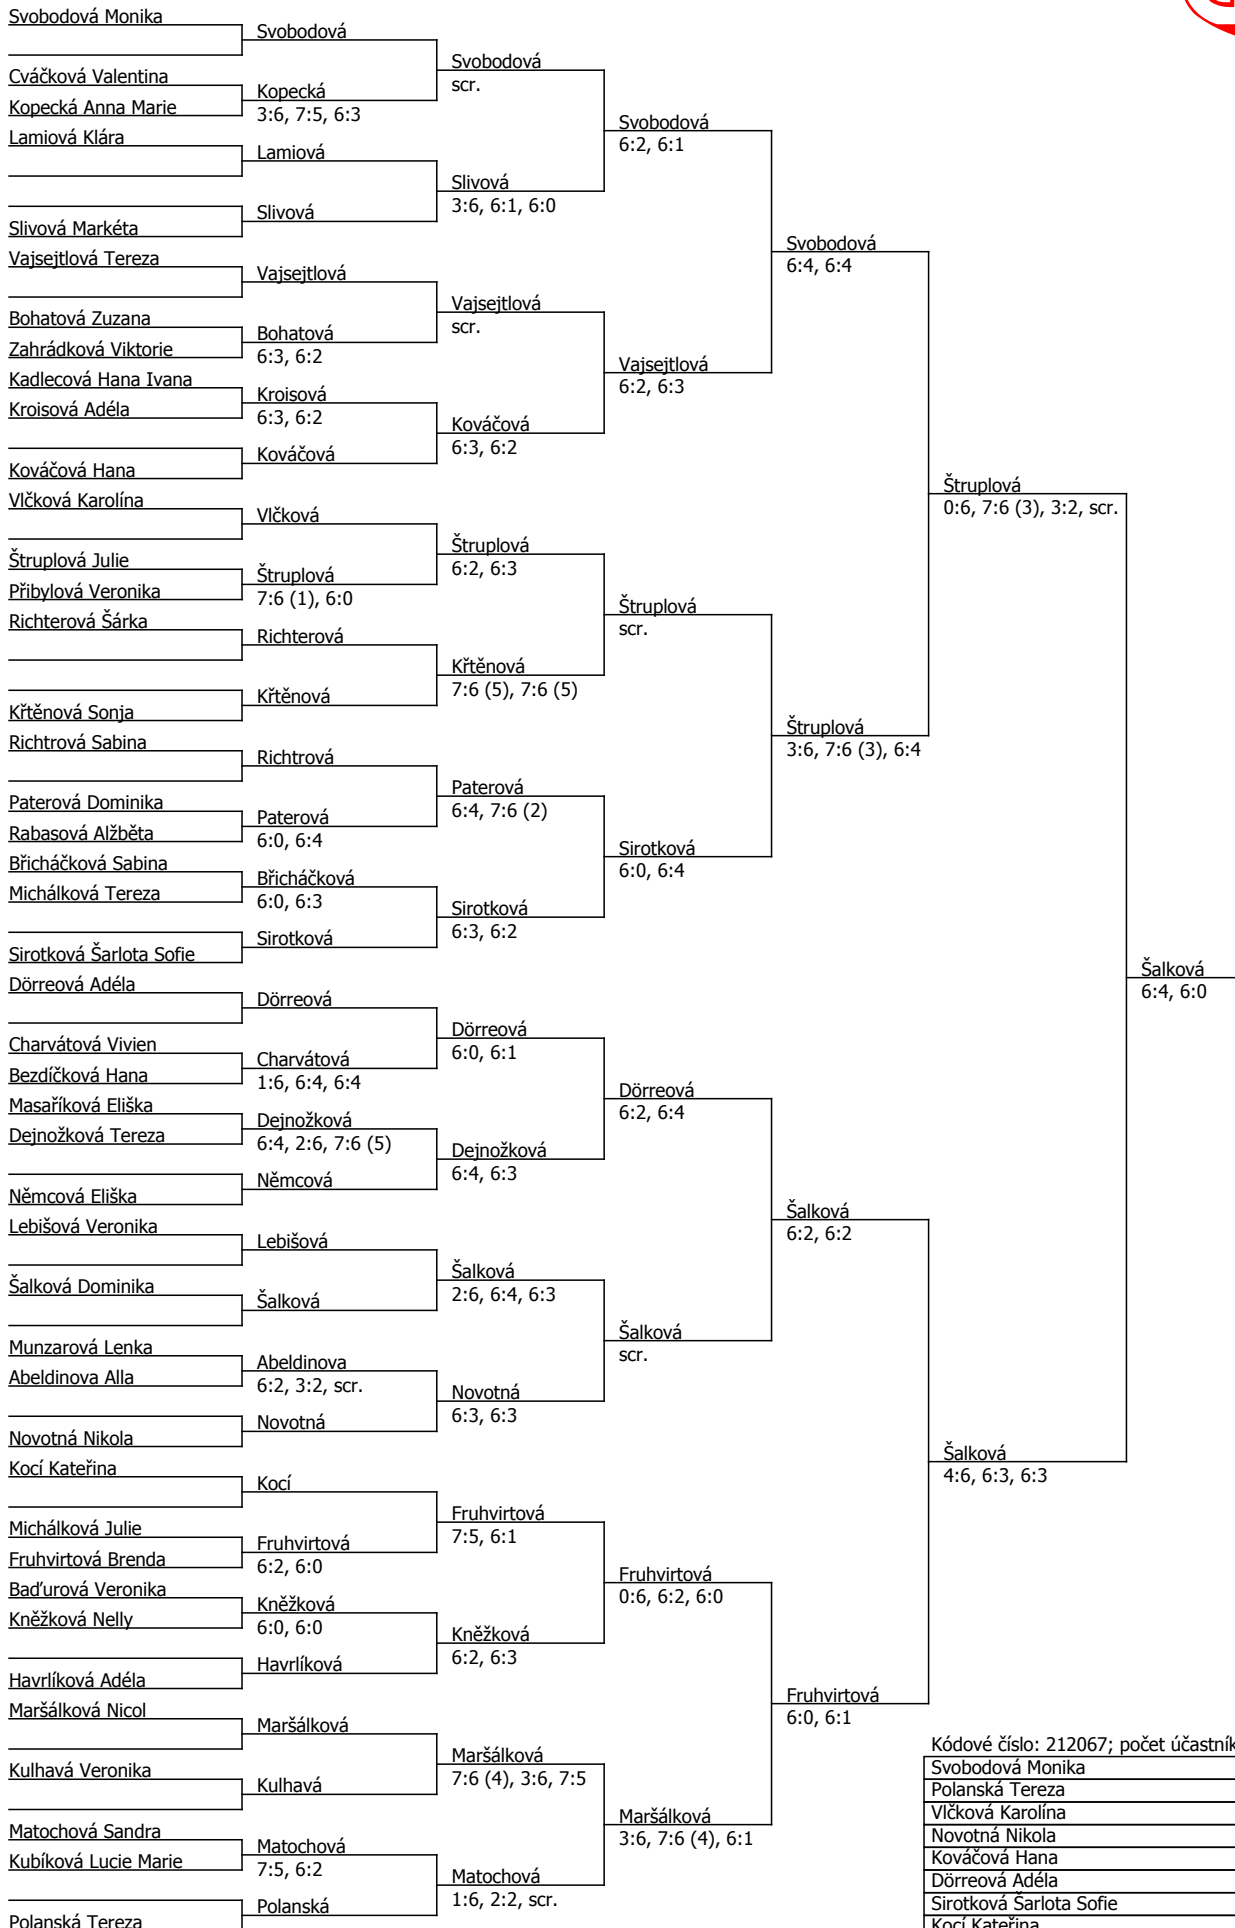 Svobodová Monika
Cváčková Valentina
Kopecká Anna Marie
Lamiová Klára
Slivová Markéta
Vajsejtlová Tereza
Bohatová Zuzana
Zahrádková Viktorie
Kadlecová Hana Ivana
Kroisová Adéla
Kováčová Hana
Vlčková Karolína
Štruplová Julie
Přibylová Veronika
Richterová Šárka
Křtěnová Sonja
Richtrová Sabina
Paterová Dominika
Rabasová Alžběta
Břicháčková Sabina
Michálková Tereza
Sirotková Šarlota Sofie
Dörreová Adéla
Charvátová Vivien
Bezdíčková Hana
Masaříková Eliška
Dejnožková Tereza
Němcová Eliška
Lebišová Veronika
Šalková Dominika
Munzarová Lenka
Abeldinova Alla
Novotná Nikola
Kocí Kateřina
Michálková Julie
Fruhvirtová Brenda
Baďurová Veronika
Kněžková Nelly
Havrlíková Adéla
Maršálková Nicol
Kulhavá Veronika
Matochová Sandra
Kubíková Lucie Marie
Polanská Tereza
Svobodová
Kopecká
3:6, 7:5, 6:3
Lamiová
Slivová
Vajsejtlová
Bohatová
6:3, 6:2
Kroisová
6:3, 6:2
Kováčová
Vlčková
Štruplová
7:6 (1), 6:0
Richterová
Křtěnová
Richtrová
Paterová
6:0, 6:4
Břicháčková
6:0, 6:3
Sirotková
Dörreová
Charvátová
1:6, 6:4, 6:4
Dejnožková
6:4, 2:6, 7:6 (5)
Němcová
Lebišová
Šalková
Abeldinova
6:2, 3:2, scr.
Novotná
Kocí
Fruhvirtová
6:2, 6:0
Kněžková
6:0, 6:0
Havrlíková
Maršálková
Kulhavá
Matochová
7:5, 6:2
Polanská
Svobodová
scr.
Slivová
3:6, 6:1, 6:0
Vajsejtlová
scr.
Kováčová
6:3, 6:2
Štruplová
6:2, 6:3
Křtěnová
7:6 (5), 7:6 (5)
Paterová
6:4, 7:6 (2)
Sirotková
6:3, 6:2
Dörreová
6:0, 6:1
Dejnožková
6:4, 6:3
Šalková
2:6, 6:4, 6:3
Novotná
6:3, 6:3
Fruhvirtová
7:5, 6:1
Kněžková
6:2, 6:3
Maršálková
7:6 (4), 3:6, 7:5
Matochová
1:6, 2:2, scr.
Svobodová
6:2, 6:1
Vajsejtlová
6:2, 6:3
Štruplová
scr.
Sirotková
6:0, 6:4
Dörreová
6:2, 6:4
Šalková
scr.
Fruhvirtová
0:6, 6:2, 6:0
Maršálková
3:6, 7:6 (4), 6:1
Svobodová
6:4, 6:4
Štruplová
3:6, 7:6 (3), 6:4
Šalková
6:2, 6:2
Fruhvirtová
6:0, 6:1
Štruplová
0:6, 7:6 (3), 3:2, scr.
Šalková
4:6, 6:3, 6:3
Šalková
6:4, 6:0
Kódové číslo: 212067; počet účastník
Svobodová Monika
Polanská Tereza
Vlčková Karolína
Novotná Nikola
Kováčová Hana
Dörreová Adéla
Sirotková Šarlota Sofie
Kocí Kateřina